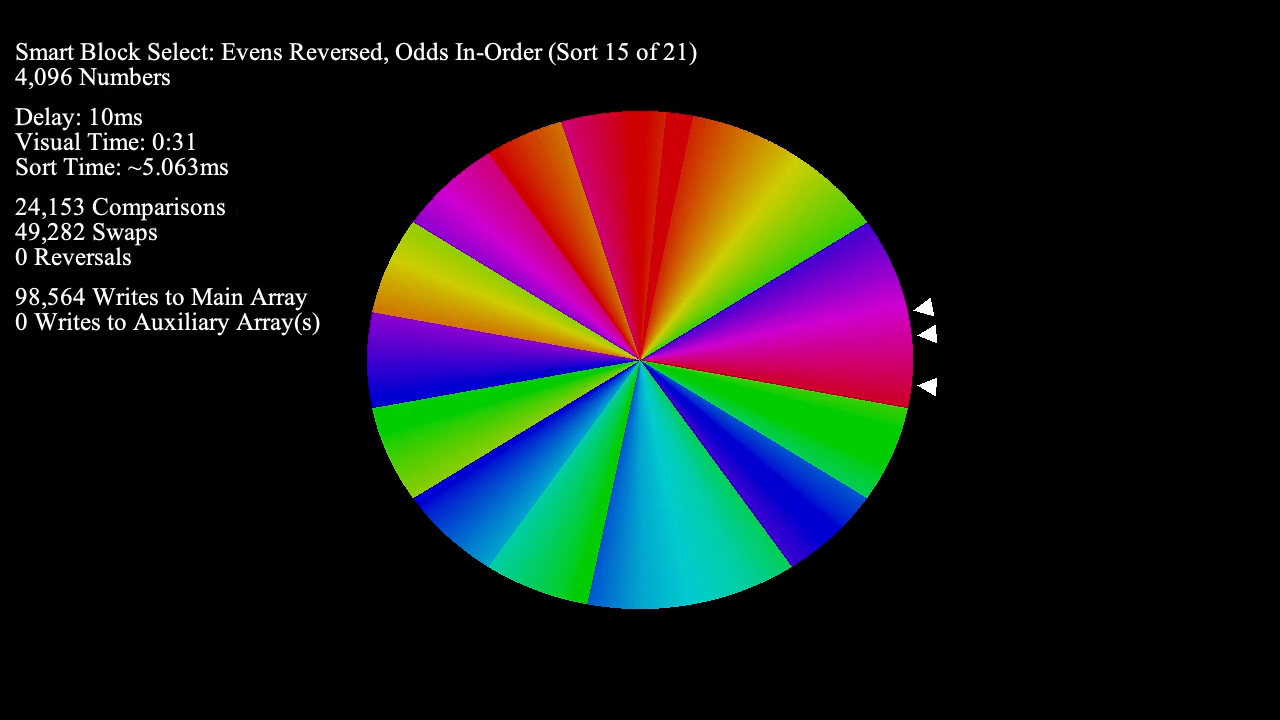 Smart Block Select: Evens Reversed, Odds In-Order (Sort 15 of 21)
4,096 Numbers
Delay: 10ms
Visual Time: 0:31
Sort Time: ~5.063ms
24,153 Comparisons
49,282 Swaps
0 Reversals
98,564 Writes to Main Array
0 Writes to Auxiliary Array(s)